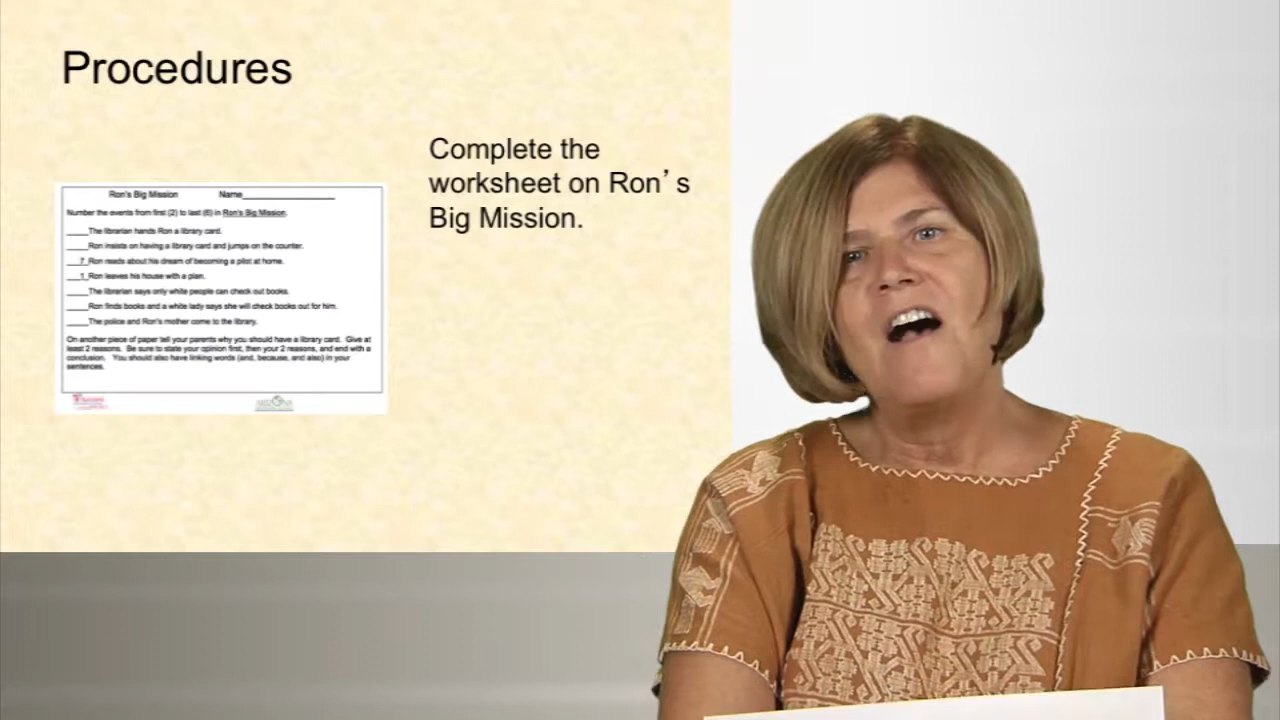 Procedures
Complete the
worksheet on Ron’s
Big Mission.
Ron's Big Mission Name
Number the events from first (2) to last (6) in Ron's Big Mission.
The librarian hands Ron a library card.
Ron insists on having a library card and jumps on the counter.
7 Ron reads about his dream of becoming a pilot at home.
1 Ron leaves his house with a plan.
The librarian says only white people can check out books.
Ron finds books and a white lady says she will check books out for him.
The police and Ron's mother come to the library.
On another piece of paper tell your parents why you should have a library card. Give at
least 2 reasons. Be sure to state your opinion first, then your 2 reasons, and end with a
conclusion. You should also have linking words (and, because, and also) in your
sentences.